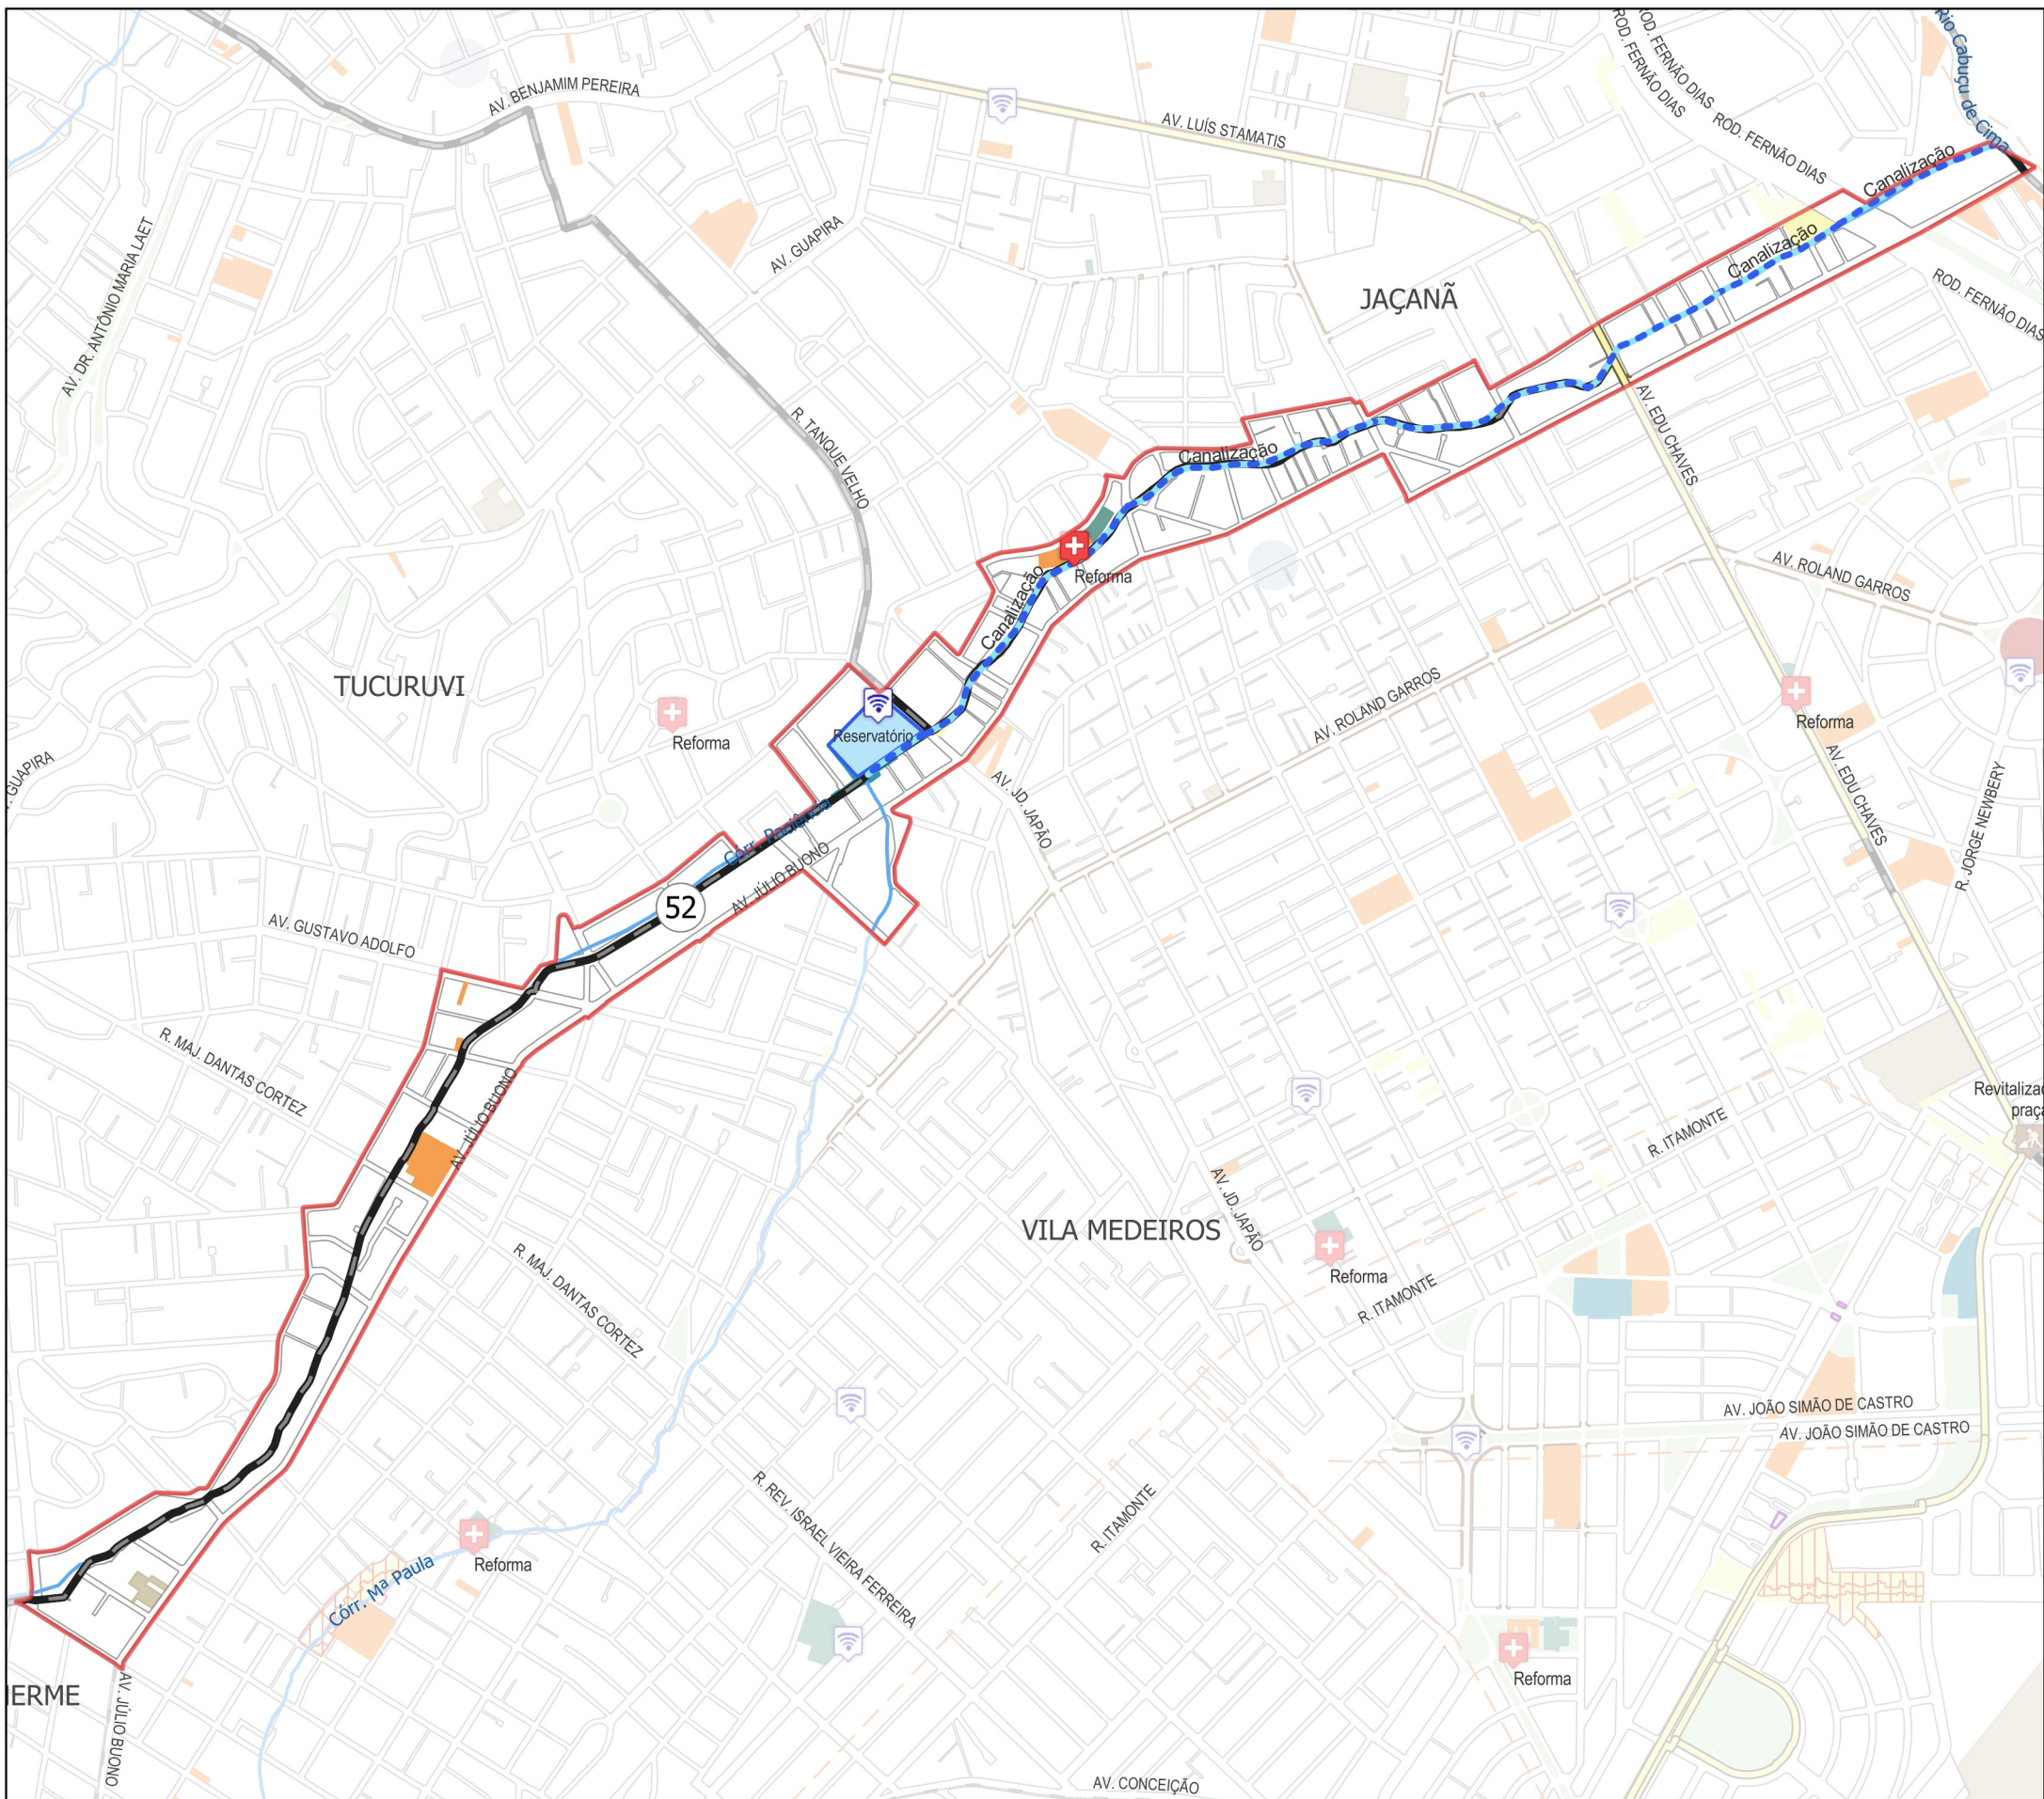 Rio Cabuçu de Cima
ROD. FERNÃO DIAS
ROD. FERNÃO DIAS
ROD. FERNÃO DIAS
AV. BENJAMIM PEREIRA
AV. LUÍS STAMATIS
Canalização
Canalização
AV. GUAPIRA
AV. DR. ANTÔNIO MARIA LAET
JAÇANÃ
ROD. FERNÃO DIAS
R. TANQUE VELHO
AV. EDU CHAVES
Canalização
AV. ROLAND GARROS
Reforma
Canalização
TUCURUVI
AV. ROLAND GARROS
Reforma
Reforma
Reservatório
GUAPIRA
AV. JD. JAPÃO
AV. EDU CHAVES
R. JORGE NEWBERY
Córr. Paciência
AV. JÚLIO BUONO
52
AV. GUSTAVO ADOLFO
R. MAJ. DANTAS CORTEZ
AV. JÚLIO BUONO
Revitaliza
praça
R. ITAMONTE
AV. JD. JAPÃO
VILA MEDEIROS
R. MAJ. DANTAS CORTEZ
Reforma
R. ITAMONTE
AV. JOÃO SIMÃO DE CASTRO
AV. JOÃO SIMÃO DE CASTRO
R. REV. ISRAEL VIEIRA FERREIRA
R. ITAMONTE
Reforma
Córr. Mª Paula
Reforma
IERME
AV. JÚLIO BUONO
AV. CONCEIÇÃO